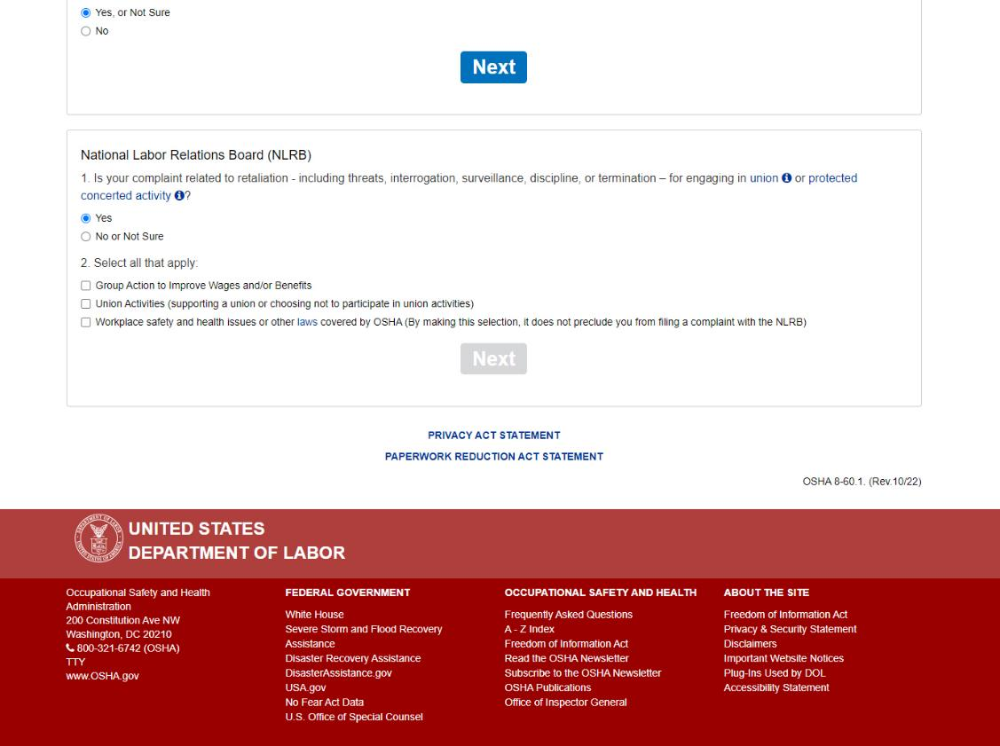 Yes, or Not Sure
No
Next
National Labor Relations Board (NLRB)
1. Is your complaint related to retaliation - including threats, interrogation, surveillance, discipline, or termination – for engaging in union or protected
concerted activity ?
Yes
No or Not Sure
2. Select all that apply:
Group Action to Improve Wages and/or Benefits
Union Activities (supporting a union or choosing not to participate in union activities)
Workplace safety and health issues or other laws covered by OSHA (By making this selection, it does not preclude you from filing a complaint with the NLRB)
Next
PRIVACY ACT STATEMENT
PAPERWORK REDUCTION ACT STATEMENT
OSHA 8-60.1. (Rev.10/22)
UNITED STATES
DEPARTMENT OF LABOR
Occupational Safety and Health
Administration
200 Constitution Ave NW
Washington, DC 20210
800-321-6742 (OSHA)
TTY
www.OSHA.gov
FEDERAL GOVERNMENT
White House
Severe Storm and Flood Recovery
Assistance
Disaster Recovery Assistance
DisasterAssistance.gov
USA.gov
No Fear Act Data
U.S. Office of Special Counsel
OCCUPATIONAL SAFETY AND HEALTH
Frequently Asked Questions
A - Z Index
Freedom of Information Act
Read the OSHA Newsletter
Subscribe to the OSHA Newsletter
OSHA Publications
Office of Inspector General
ABOUT THE SITE
Freedom of Information Act
Privacy & Security Statement
Disclaimers
Important Website Notices
Plug-Ins Used by DOL
Accessibility Statement